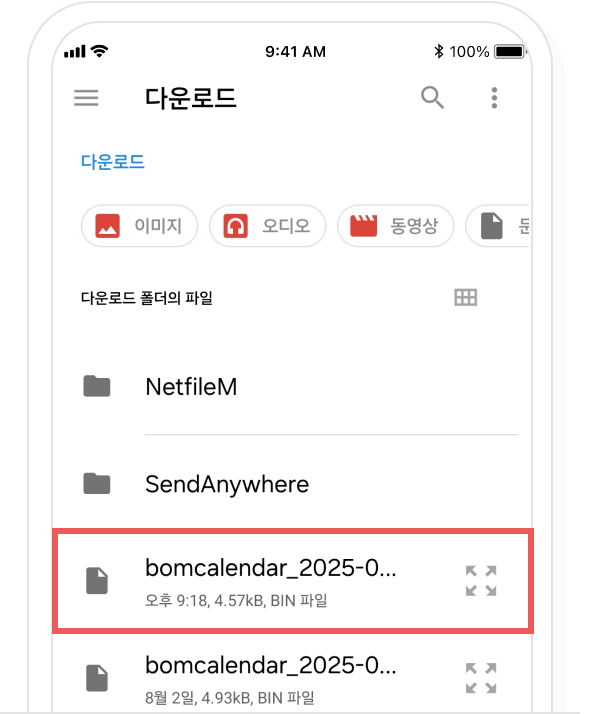 9:41 AM 100%
다운로드
다운로드
이미지 오디오 동영상
다운로드 폴더의 파일
NetfileM
SendAnywhere
bomcalendar_2025-0...
오후 9:18, 4.57kB, BIN 파일
bomcalendar_2025-0...
8월 2일, 4.93kB, BIN 파일